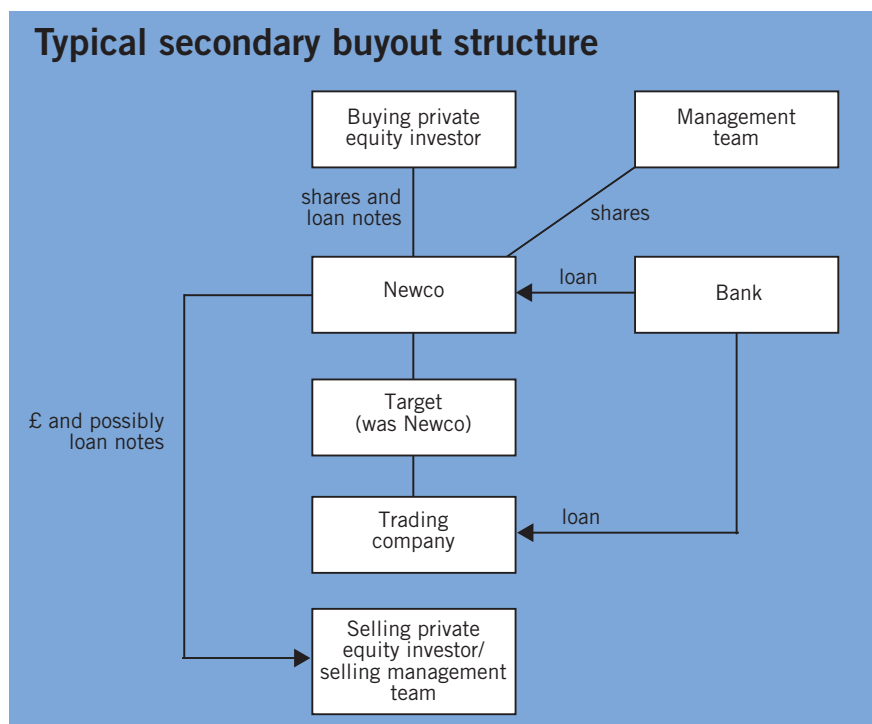 Typical secondary buyout structure
Buying private
equity investor
Management
team
shares and
loan notes
shares
Newco
loan
Bank
Target
(was Newco)
£ and possibly
loan notes
Trading
company
loan
Selling private
equity investor/
selling management
team